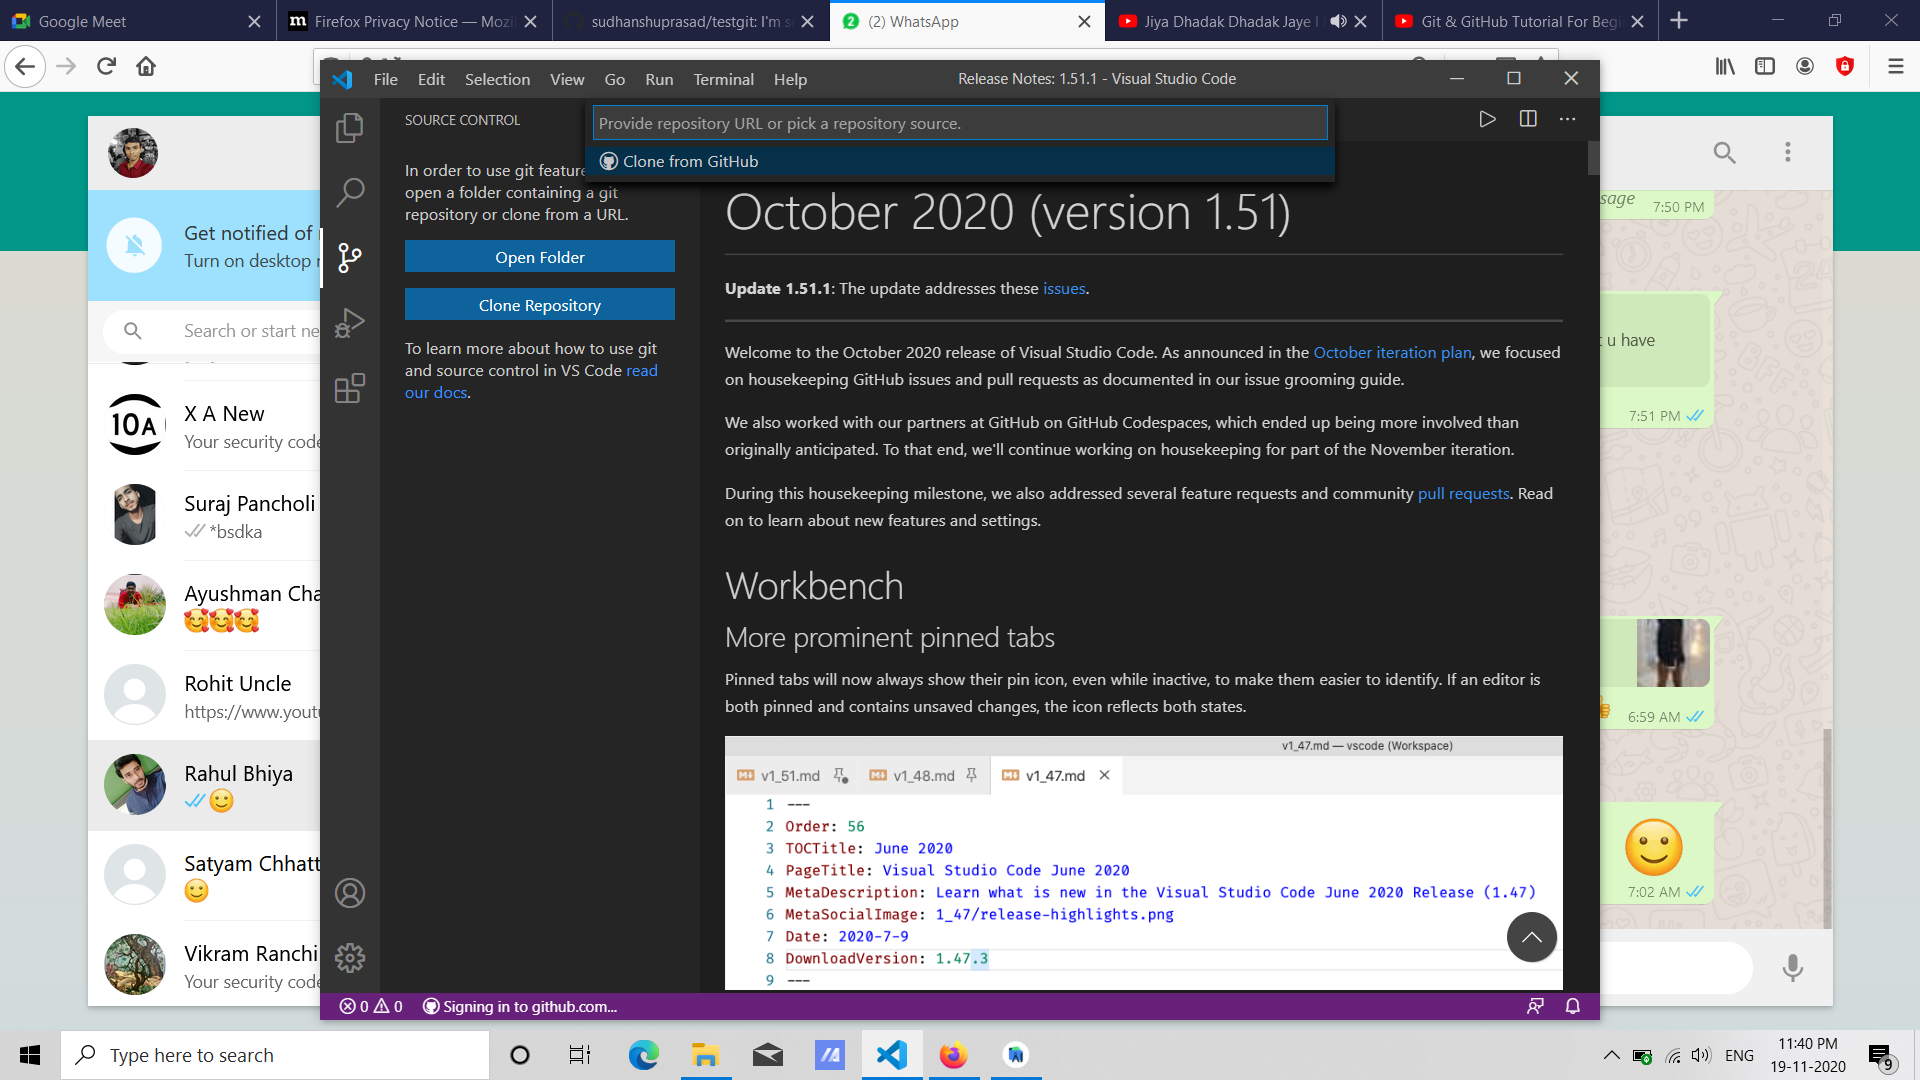 Google Meet
Firefox Privacy Notice — Mozi
sudhanshuprasad/testgit: I'm s
(2) WhatsApp
Jiya Dhadak Dhadak Jaye |
Git & GitHub Tutorial For Beg
File Edit Selection View Go Run Terminal Help
Release Notes: 1.51.1 - Visual Studio Code
SOURCE CONTROL
Provide repository URL or pick a repository source.
Clone from GitHub
In order to use git feature
open a folder containing a git
repository or clone from a URL.
Open Folder
Clone Repository
To learn more about how to use git
and source control in VS Code read
our docs.
October 2020 (version 1.51)
Update 1.51.1: The update addresses these issues.
Welcome to the October 2020 release of Visual Studio Code. As announced in the October iteration plan, we focused
on housekeeping GitHub issues and pull requests as documented in our issue grooming guide.
We also worked with our partners at GitHub on GitHub Codespaces, which ended up being more involved than
originally anticipated. To that end, we'll continue working on housekeeping for part of the November iteration.
During this housekeeping milestone, we also addressed several feature requests and community pull requests. Read
on to learn about new features and settings.
Workbench
More prominent pinned tabs
Pinned tabs will now always show their pin icon, even while inactive, to make them easier to identify. If an editor is
both pinned and contains unsaved changes, the icon reflects both states.
v1_47.md — vscode (Workspace)
v1_51.md
v1_48.md
v1_47.md
1 ---
2 Order: 56
3 TOCTitle: June 2020
4 PageTitle: Visual Studio Code June 2020
5 MetaDescription: Learn what is new in the Visual Studio Code June 2020 Release (1.47)
6 MetaSocialImage: 1_47/release-highlights.png
7 Date: 2020-7-9
8 DownloadVersion: 1.47.3
9 ---
0 0 Signing in to github.com...
Get notified of
Turn on desktop
Search or start ne
10A
X A New
Your security code
Suraj Pancholi
*bsdka
Ayushman Cha
🥰🥰🥰
Rohit Uncle
https://www.youtu
Rahul Bhiya
🙂
Satyam Chhatt
🙂
Vikram Ranchi
Your security code
sage 7:50 PM
u have
7:51 PM
6:59 AM
7:02 AM
Type here to search
ENG
11:40 PM
19-11-2020
9